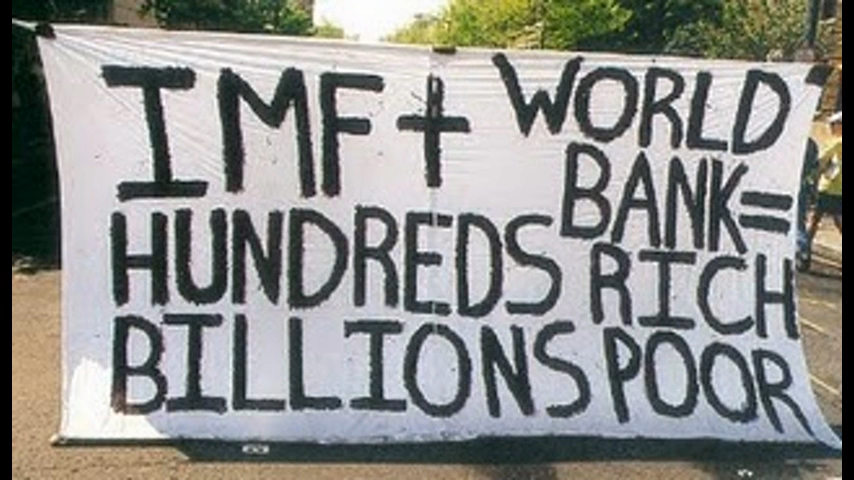 IMF + WORLD
BANK =
HUNDREDS RICH
BILLIONS POOR